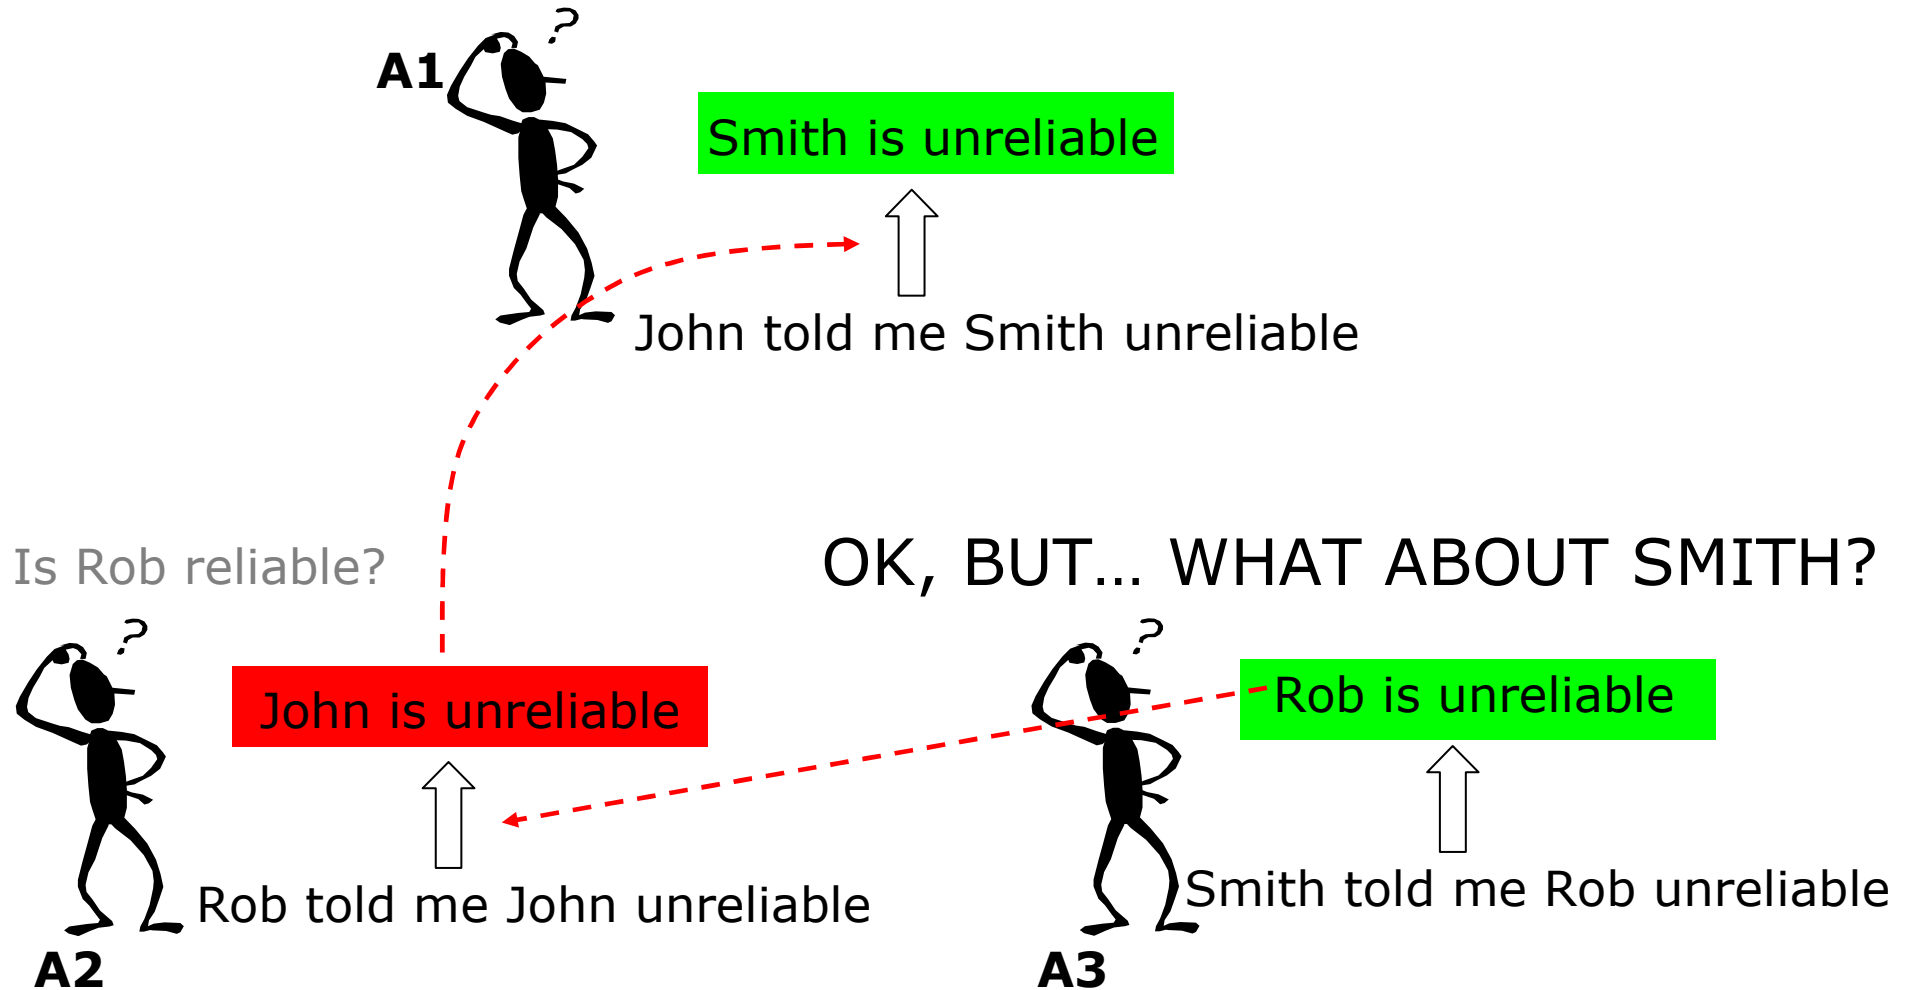 ?
A1
Smith is unreliable
John told me Smith unreliable
Is Rob reliable?
OK, BUT... WHAT ABOUT SMITH?
?
?
John is unreliable
Rob is unreliable
Rob told me John unreliable
Smith told me Rob unreliable
A2
A3